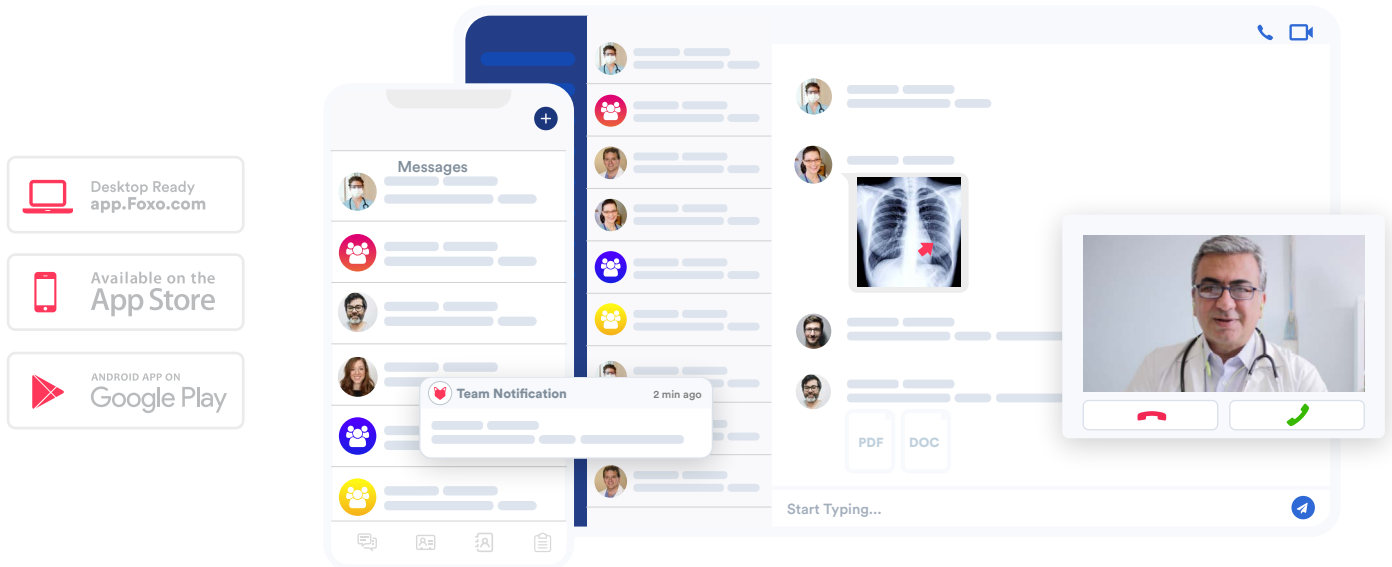 Desktop Ready
app.Foxo.com
Available on the
App Store
ANDROID APP ON
Google Play
Messages
Team Notification
2 min ago
PDF
DOC
Start Typing...